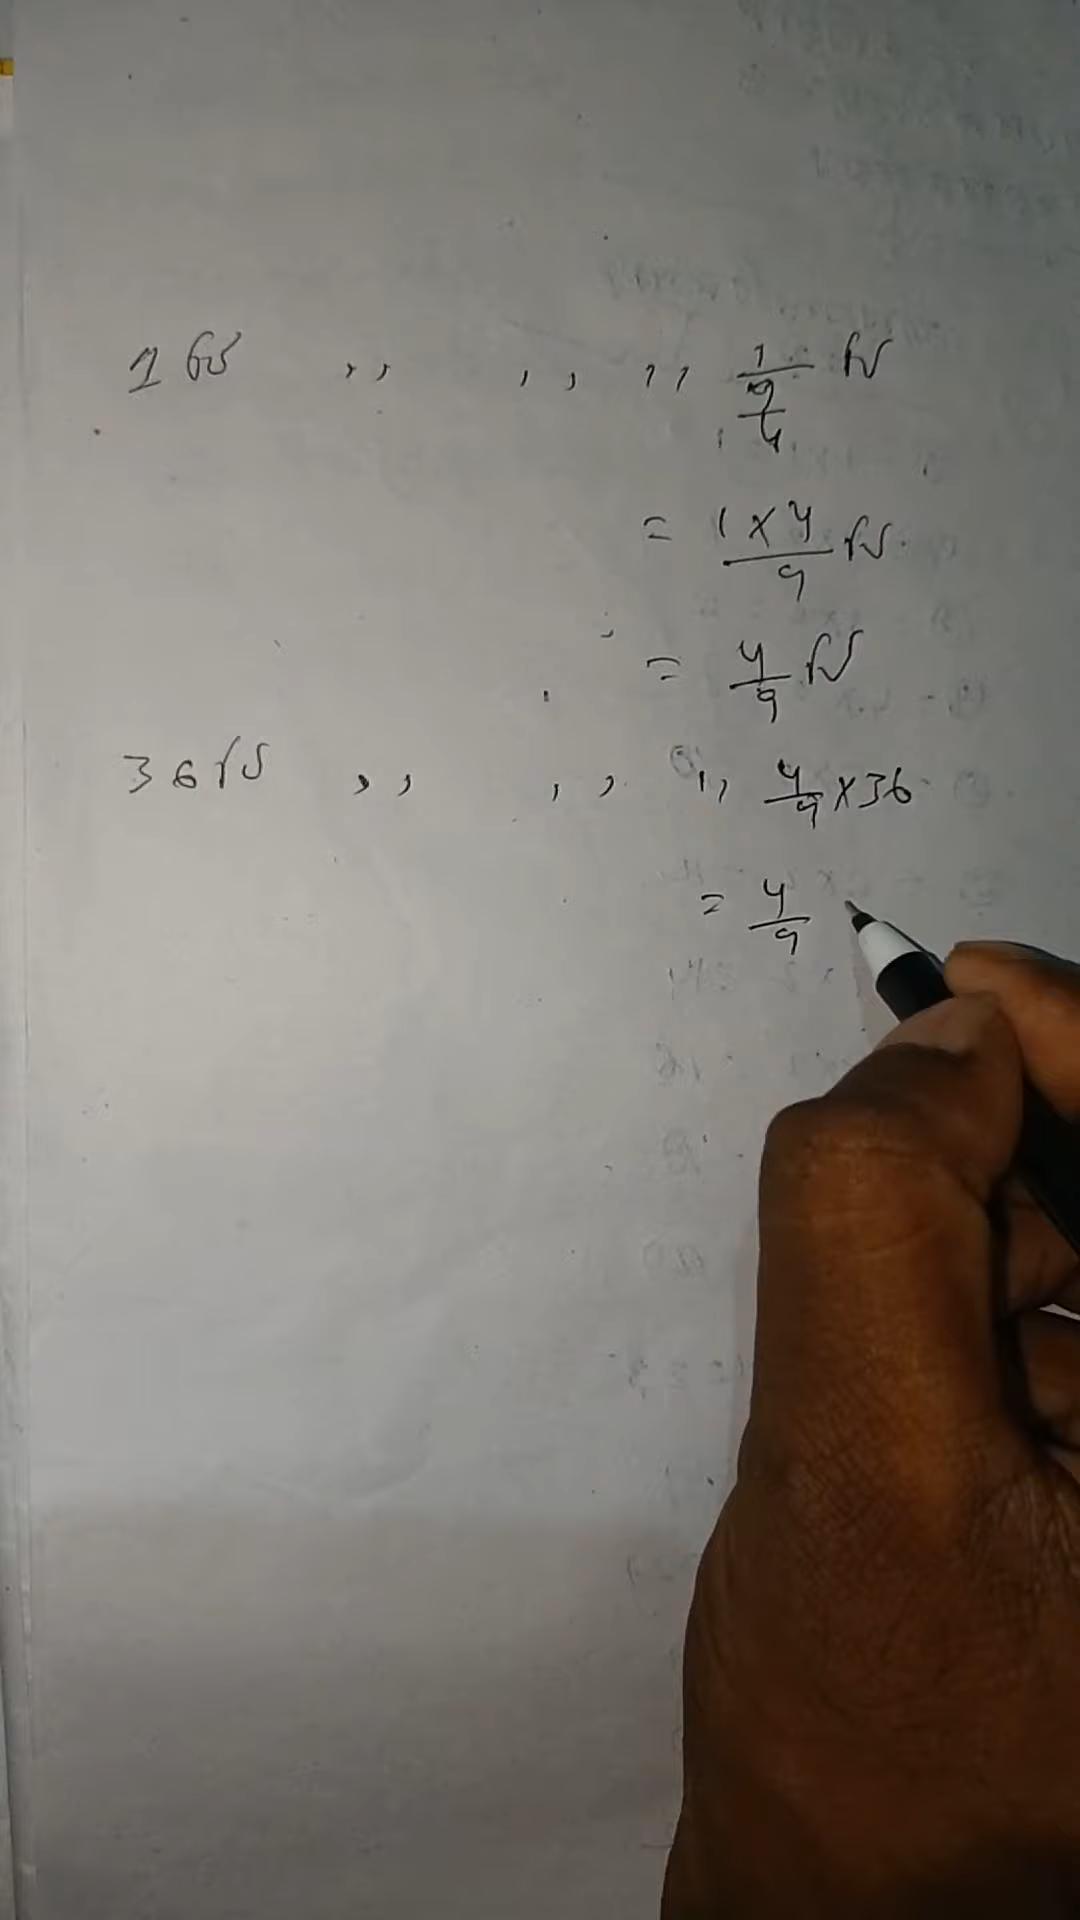 1 টি ,, ,, ,, 1/(9/4) টি
= (1 × 4)/9 টি
= 4/9 টি
36 টি ,, ,, ,, 4/9 × 36
= 4/9